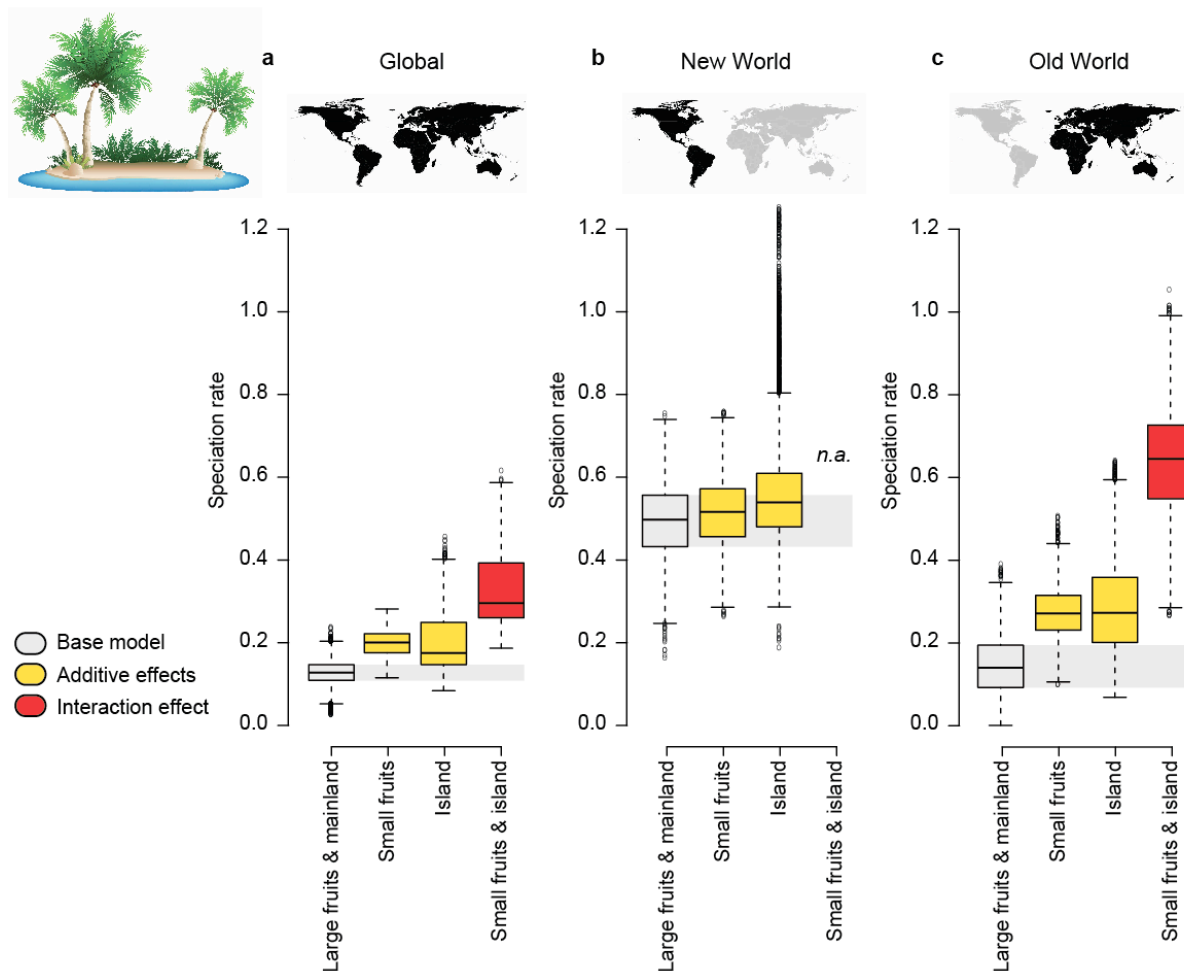 a Global
b New World
c Old World
Speciation rate
1.2
1.0
0.8
0.6
0.4
0.2
0.0
Large fruits & mainland
Small fruits
Island
Small fruits & island
Speciation rate
1.2
1.0
0.8
0.6
0.4
0.2
0.0
n.a.
Large fruits & mainland
Small fruits
Island
Small fruits & island
Speciation rate
1.2
1.0
0.8
0.6
0.4
0.2
0.0
Large fruits & mainland
Small fruits
Island
Small fruits & island
Base model
Additive effects
Interaction effect